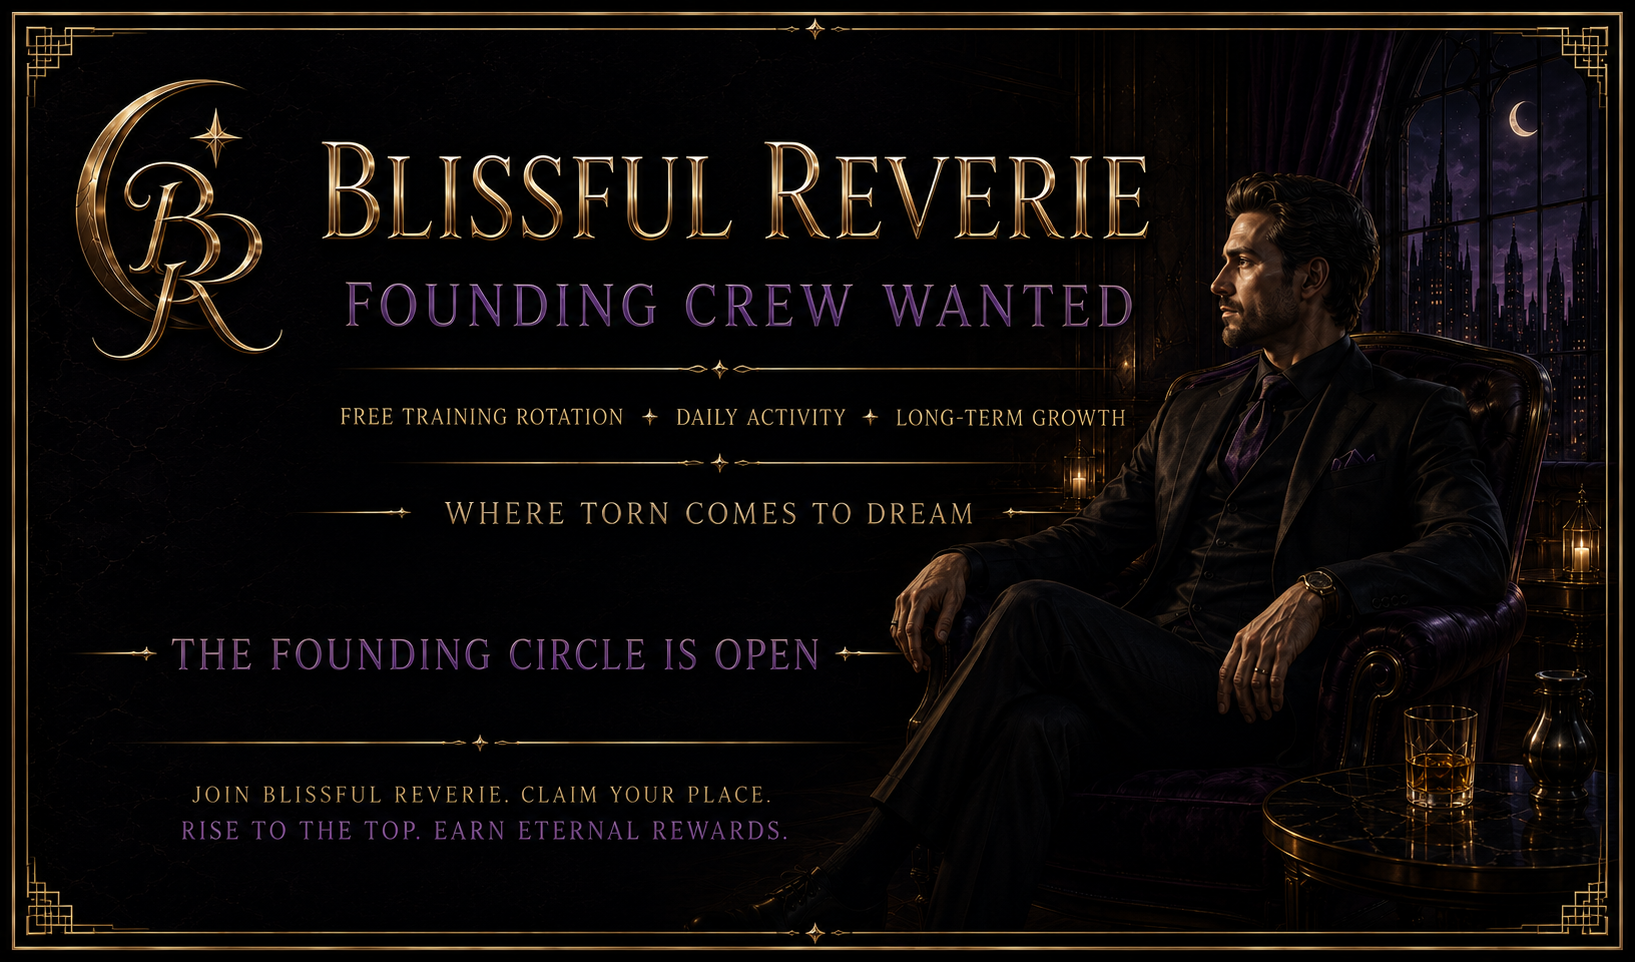 BR
BLISSFUL REVERIE
FOUNDING CREW WANTED
FREE TRAINING ROTATION DAILY ACTIVITY LONG-TERM GROWTH
WHERE TORN COMES TO DREAM
THE FOUNDING CIRCLE IS OPEN
JOIN BLISSFUL REVERIE. CLAIM YOUR PLACE.
RISE TO THE TOP. EARN ETERNAL REWARDS.